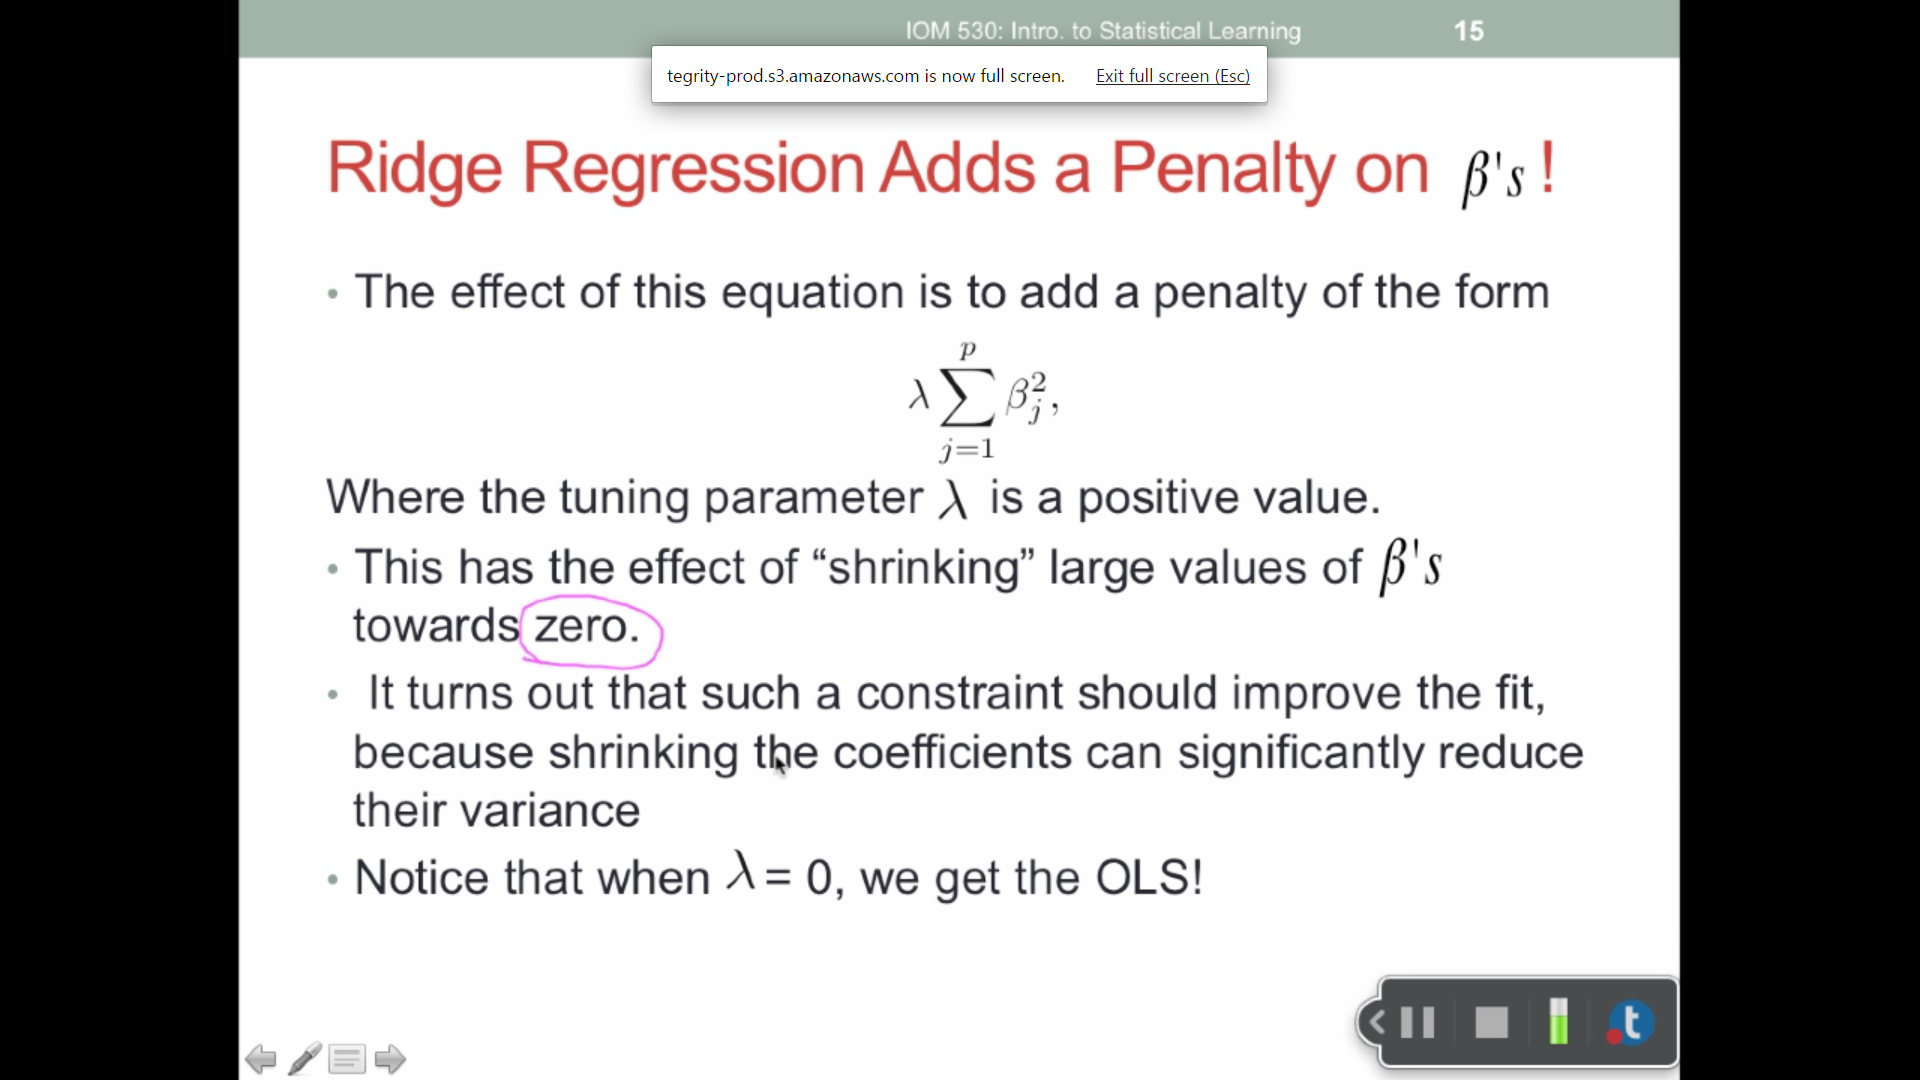 IOM 530: Intro. to Statistical Learning 15
tegrity-prod.s3.amazonaws.com is now full screen. Exit full screen (Esc)
Ridge Regression Adds a Penalty on β's !
• The effect of this equation is to add a penalty of the form
p
λ∑β²ⱼ,
j=1
Where the tuning parameter λ is a positive value.
• This has the effect of “shrinking” large values of β's
towards zero.
• It turns out that such a constraint should improve the fit,
because shrinking the coefficients can significantly reduce
their variance
• Notice that when λ = 0, we get the OLS!
t